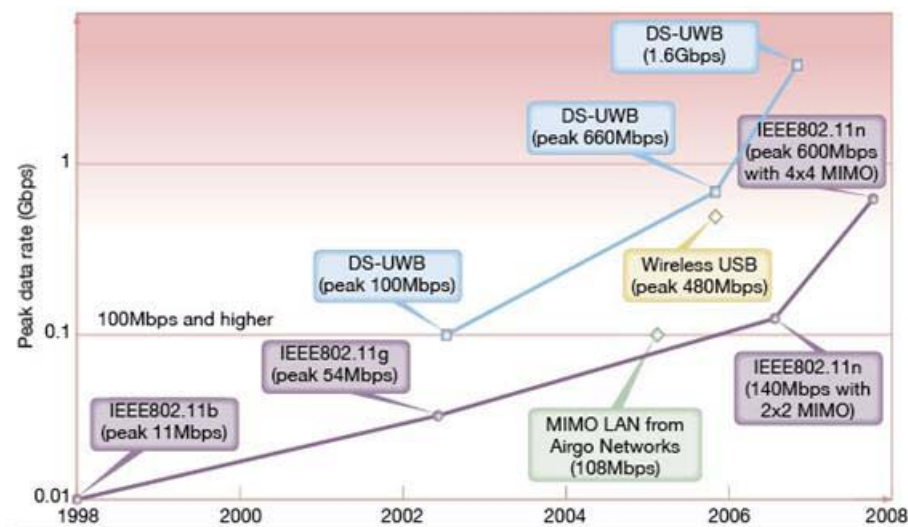 DS-UWB
(1.6Gbps)
DS-UWB
(peak 660Mbps)
IEEE802.11n
(peak 600Mbps
with 4x4 MIMO)
1
Peak data rate (Gbps)
DS-UWB
(peak 100Mbps)
Wireless USB
(peak 480Mbps)
100Mbps and higher
0.1
IEEE802.11g
(peak 54Mbps)
IEEE802.11n
(140Mbps with
2x2 MIMO)
IEEE802.11b
(peak 11Mbps)
MIMO LAN from
Airgo Networks
(108Mbps)
0.01
1998 2000 2002 2004 2006 2008